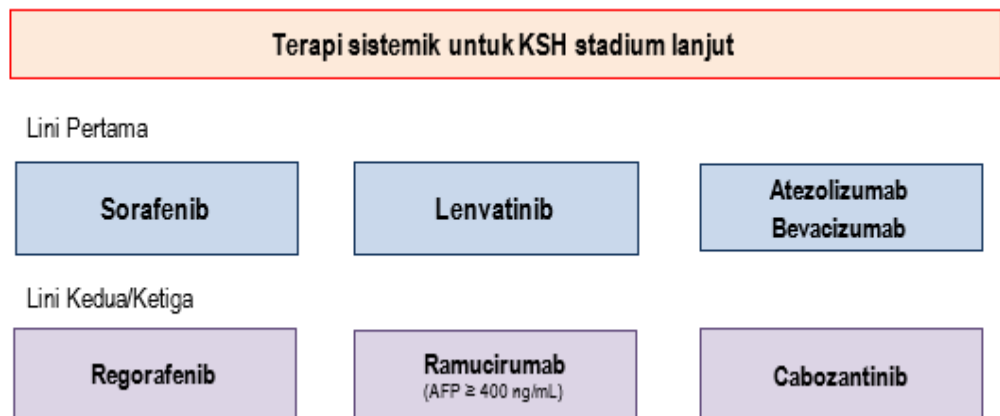 Terapi sistemik untuk KSH stadium lanjut
Lini Pertama
Sorafenib
Lenvatinib
Atezolizumab
Bevacizumab
Lini Kedua/Ketiga
Regorafenib
Ramucirumab
(AFP ≥ 400 ng/mL)
Cabozantinib